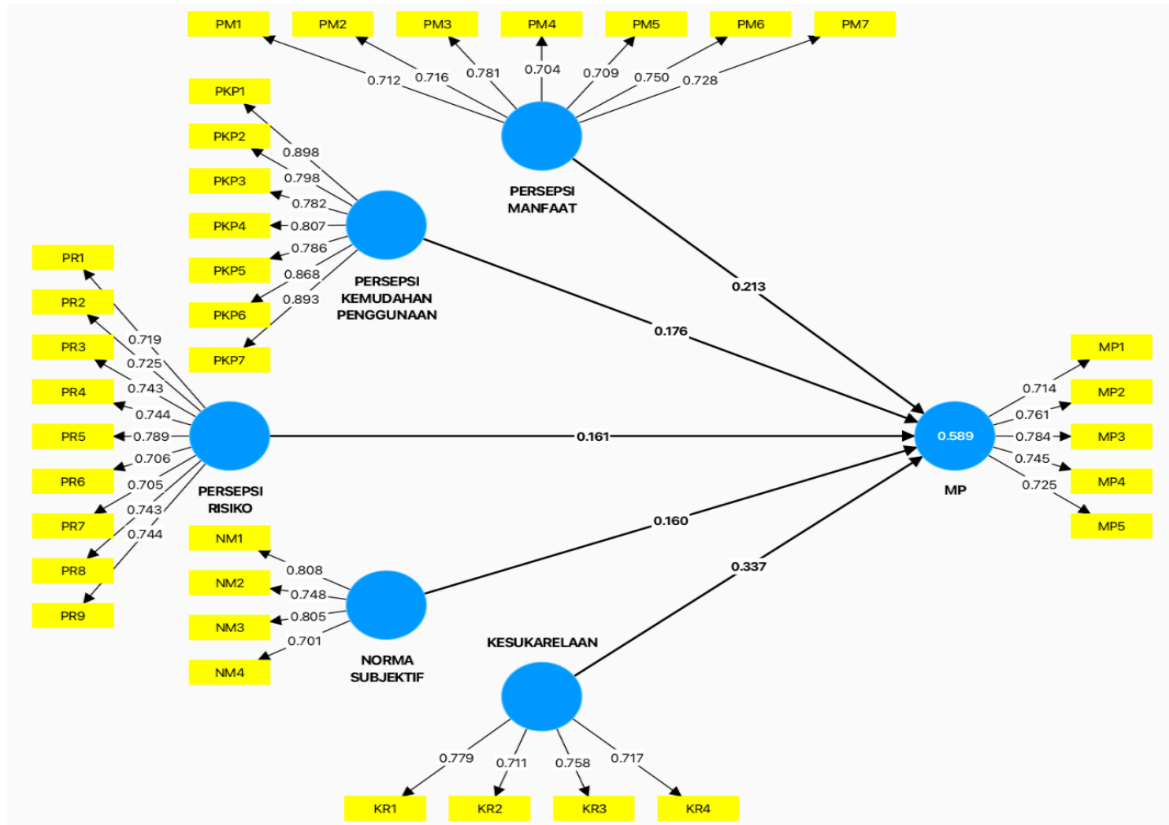 PM1
PM2
PM3
PM4
PM5
PM6
PM7
0.712
0.716
0.781
0.704
0.709
0.750
0.728
PERSEPSI
MANFAAT
PKP1
PKP2
PKP3
PKP4
PKP5
PKP6
PKP7
0.898
0.798
0.782
0.807
0.786
0.868
0.893
PERSEPSI
KEMUDAHAN
PENGGUNAAN
PR1
PR2
PR3
PR4
PR5
PR6
PR7
PR8
PR9
0.719
0.725
0.743
0.744
0.789
0.706
0.705
0.743
0.744
PERSEPSI
RISIKO
NM1
NM2
NM3
NM4
0.808
0.748
0.805
0.701
NORMA
SUBJEKTIF
KESUKARELAAN
0.779
0.711
0.758
0.717
KR1
KR2
KR3
KR4
0.213
0.176
0.161
0.160
0.337
0.589
MP
0.714
0.761
0.784
0.745
0.725
MP1
MP2
MP3
MP4
MP5